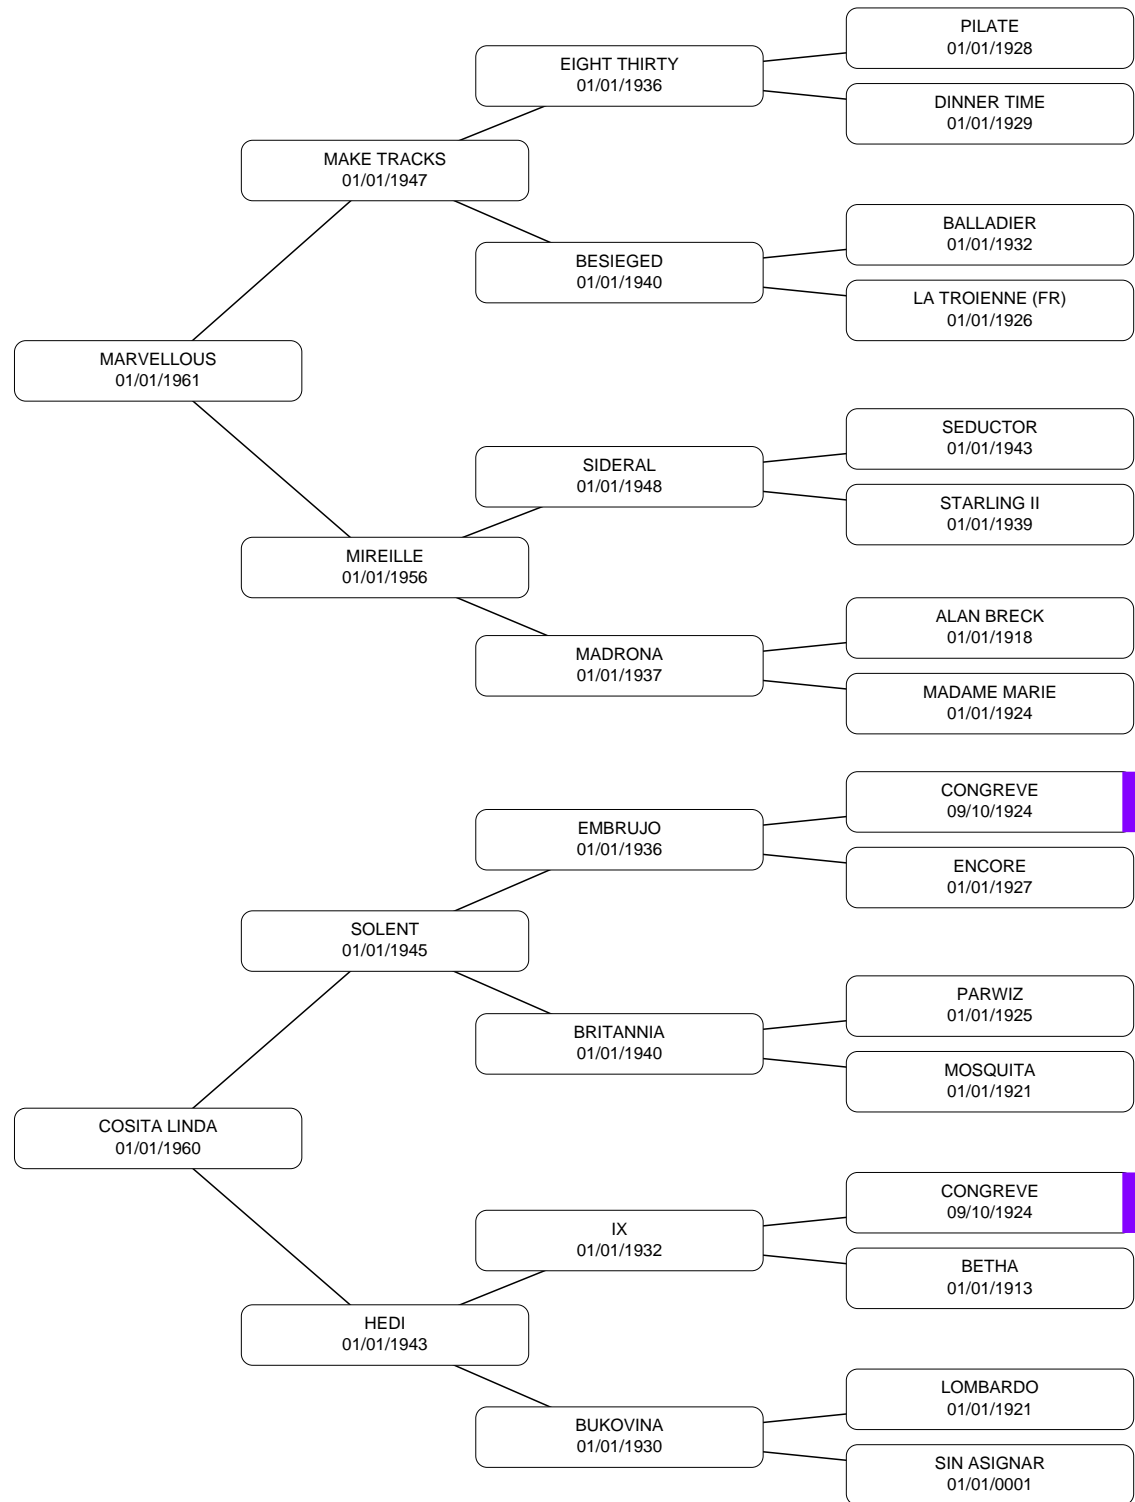 PILATE
01/01/1928
EIGHT THIRTY
01/01/1936
DINNER TIME
01/01/1929
MAKE TRACKS
01/01/1947
BALLADIER
01/01/1932
BESIEGED
01/01/1940
LA TROIENNE (FR)
01/01/1926
MARVELLOUS
01/01/1961
SEDUCTOR
01/01/1943
SIDERAL
01/01/1948
STARLING II
01/01/1939
MIREILLE
01/01/1956
ALAN BRECK
01/01/1918
MADRONA
01/01/1937
MADAME MARIE
01/01/1924
CONGREVE
09/10/1924
EMBRUJO
01/01/1936
ENCORE
01/01/1927
SOLENT
01/01/1945
PARWIZ
01/01/1925
BRITANNIA
01/01/1940
MOSQUITA
01/01/1921
COSITA LINDA
01/01/1960
CONGREVE
09/10/1924
IX
01/01/1932
BETHA
01/01/1913
HEDI
01/01/1943
LOMBARDO
01/01/1921
BUKOVINA
01/01/1930
SIN ASIGNAR
01/01/0001